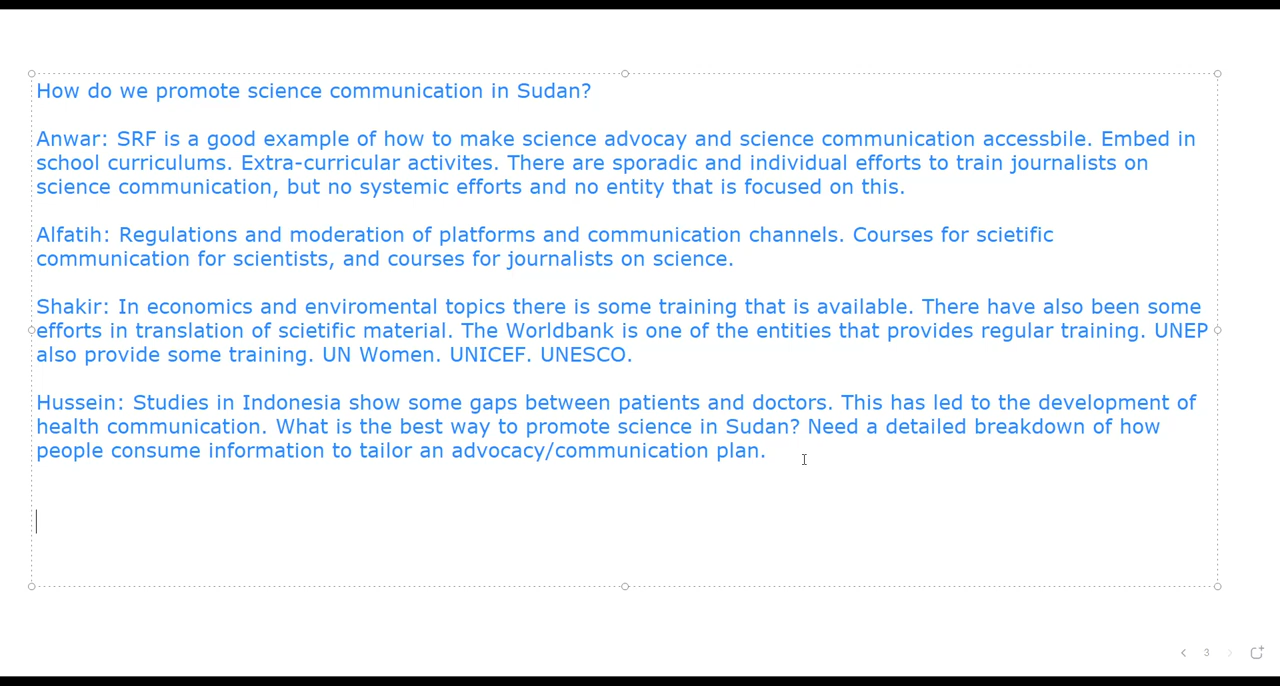 How do we promote science communication in Sudan?
Anwar: SRF is a good example of how to make science advocay and science communication accessbile. Embed in
school curriculums. Extra-curricular activites. There are sporadic and individual efforts to train journalists on
science communication, but no systemic efforts and no entity that is focused on this.
Alfatih: Regulations and moderation of platforms and communication channels. Courses for scietific
communication for scientists, and courses for journalists on science.
Shakir: In economics and enviromental topics there is some training that is available. There have also been some
efforts in translation of scietific material. The Worldbank is one of the entities that provides regular training. UNEP
also provide some training. UN Women. UNICEF. UNESCO.
Hussein: Studies in Indonesia show some gaps between patients and doctors. This has led to the development of
health communication. What is the best way to promote science in Sudan? Need a detailed breakdown of how
people consume information to tailor an advocacy/communication plan.
3